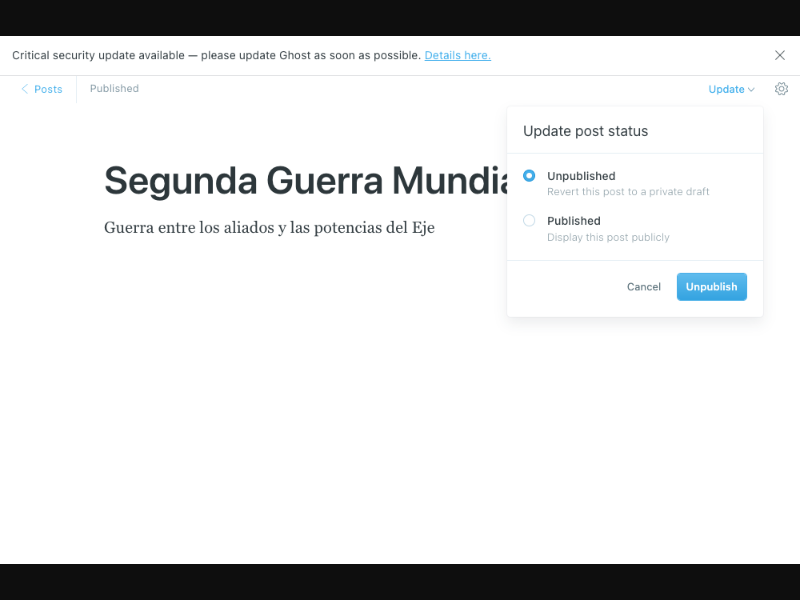 Critical security update available — please update Ghost as soon as possible. Details here.
Posts
Published
Update
Update post status
Segunda Guerra Mundia
Guerra entre los aliados y las potencias del Eje
Unpublished
Revert this post to a private draft
Published
Display this post publicly
Cancel
Unpublish